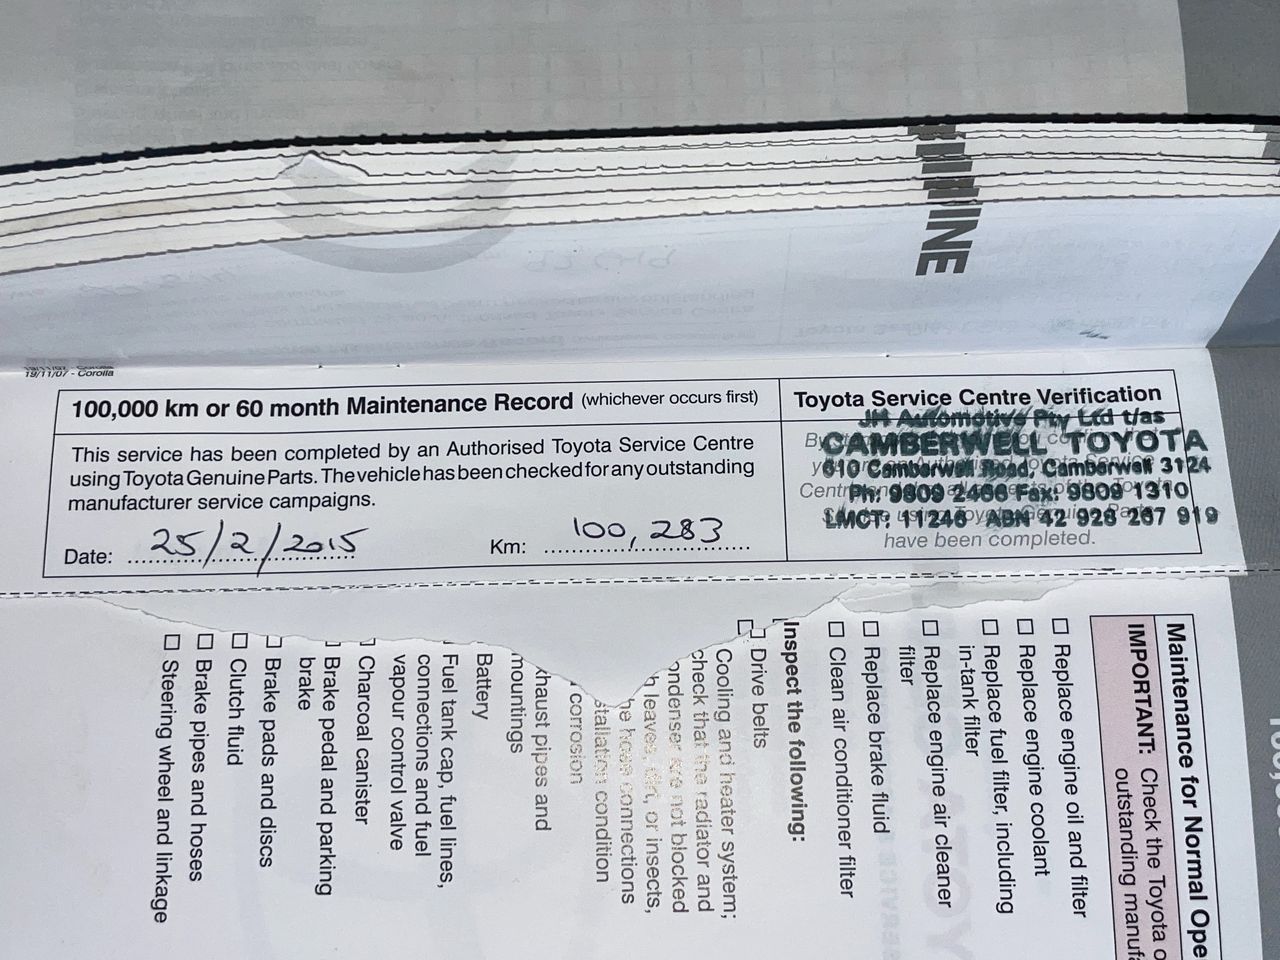 19/11/07 - Corolla
100,000 km or 60 month Maintenance Record (whichever occurs first)
This service has been completed by an Authorised Toyota Service Centre
using Toyota Genuine Parts. The vehicle has been checked for any outstanding
manufacturer service campaigns.
Date: 25/2/2015
Km: 100,283
Toyota Service Centre Verification
JH Automotive Pty Ltd t/as
CAMBERWELL TOYOTA
610 Camberwell Road, Camberwell 3124
Ph: 9809 2466 Fax: 9809 1310
LMCT: 11246 ABN 42 928 267 919
have been completed.
Maintenance for Normal Ope
IMPORTANT: Check the Toyota
outstanding manuf
Replace engine oil and filter
Replace engine coolant
Replace fuel filter, including
in-tank filter
Replace engine air cleaner
filter
Replace brake fluid
Clean air conditioner filter
Inspect the following:
Drive belts
Cooling and heater system;
check that the radiator and
condenser are not blocked
leaves, dirt, or insects,
hose connections
condition
corrosion
pipes and
mountings
Battery
Fuel tank cap, fuel lines,
connections and fuel
vapour control valve
Charcoal canister
Brake pedal and parking
brake
Brake pads and discs
Clutch fluid
Brake pipes and hoses
Steering wheel and linkage